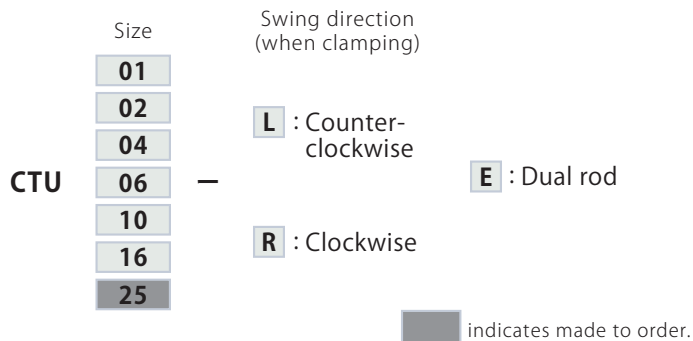 Size
Swing direction
(when clamping)
01
02
04
CTU 06 –
10
16
25
L : Counter-
clockwise
R : Clockwise
E : Dual rod
indicates made to order.